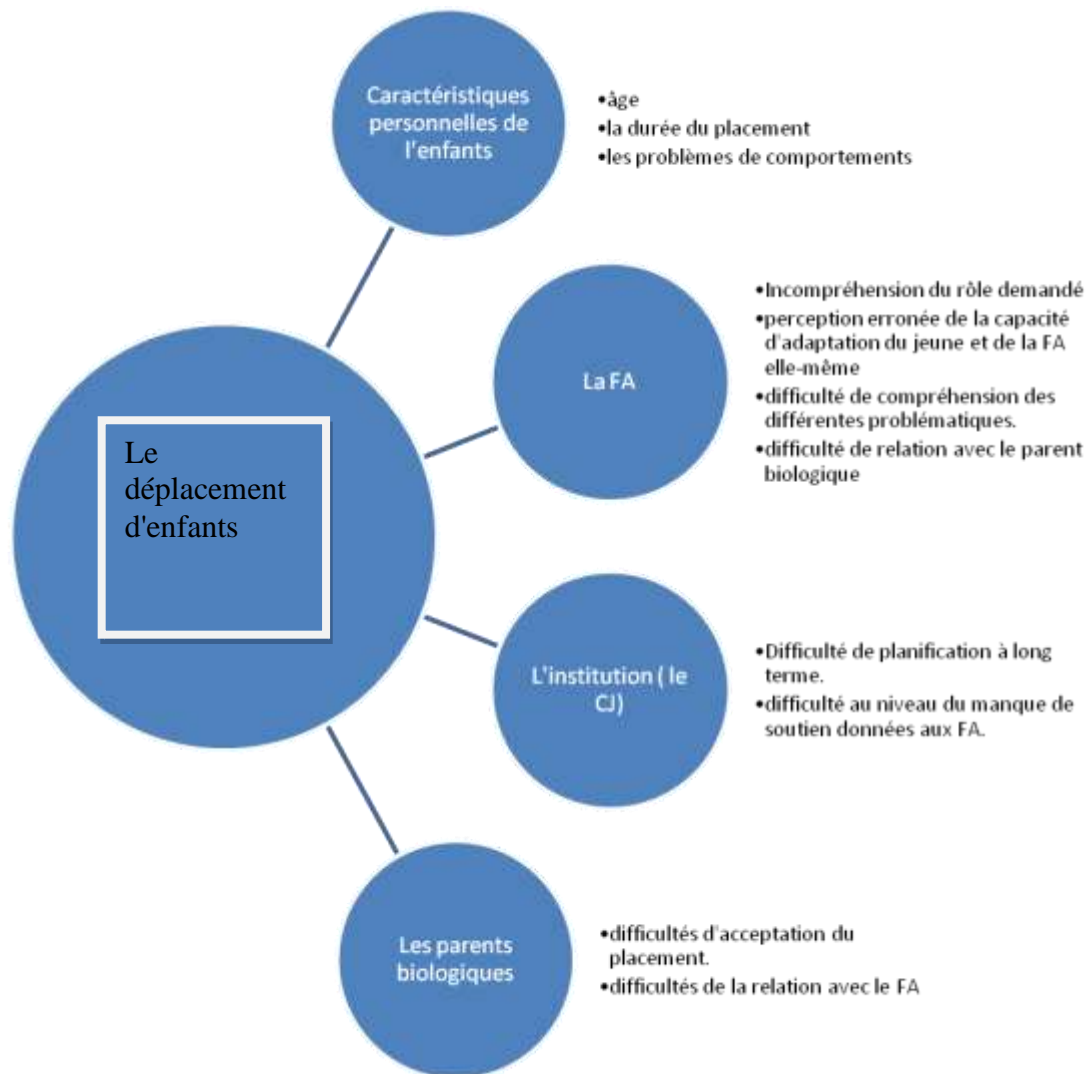 Caractéristiques
personnelles de
l'enfants
•âge
•la durée du placement
•les problèmes de comportements
La FA
•Incompréhension du rôle demandé
•perception erronée de la capacité
d'adaptation du jeune et de la FA
elle-même
•difficulté de compréhension des
différentes problématiques.
•difficulté de relation avec le parent
biologique
Le
déplacement
d'enfants
L'institution ( le
CJ)
•Difficulté de planification à long
terme.
•difficulté au niveau du manque de
soutien données aux FA.
Les parents
biologiques
•difficultés d'acceptation du
placement.
•difficultés de la relation avec le FA